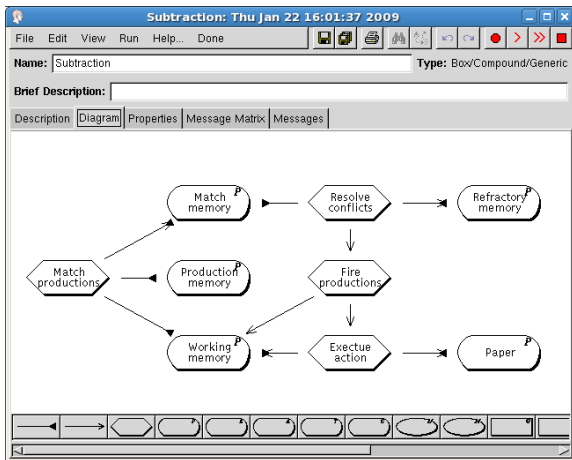 Subtraction: Thu Jan 22 16:01:37 2009
File Edit View Run Help... Done
Name: Subtraction Type: Box/Compound/Generic
Brief Description:
Description Diagram Properties Message Matrix Messages
Match memory P
Resolve conflicts
Refractory memory P
Match productions
Production memory P
Fire productions
Working memory P
Exectue action
Paper P